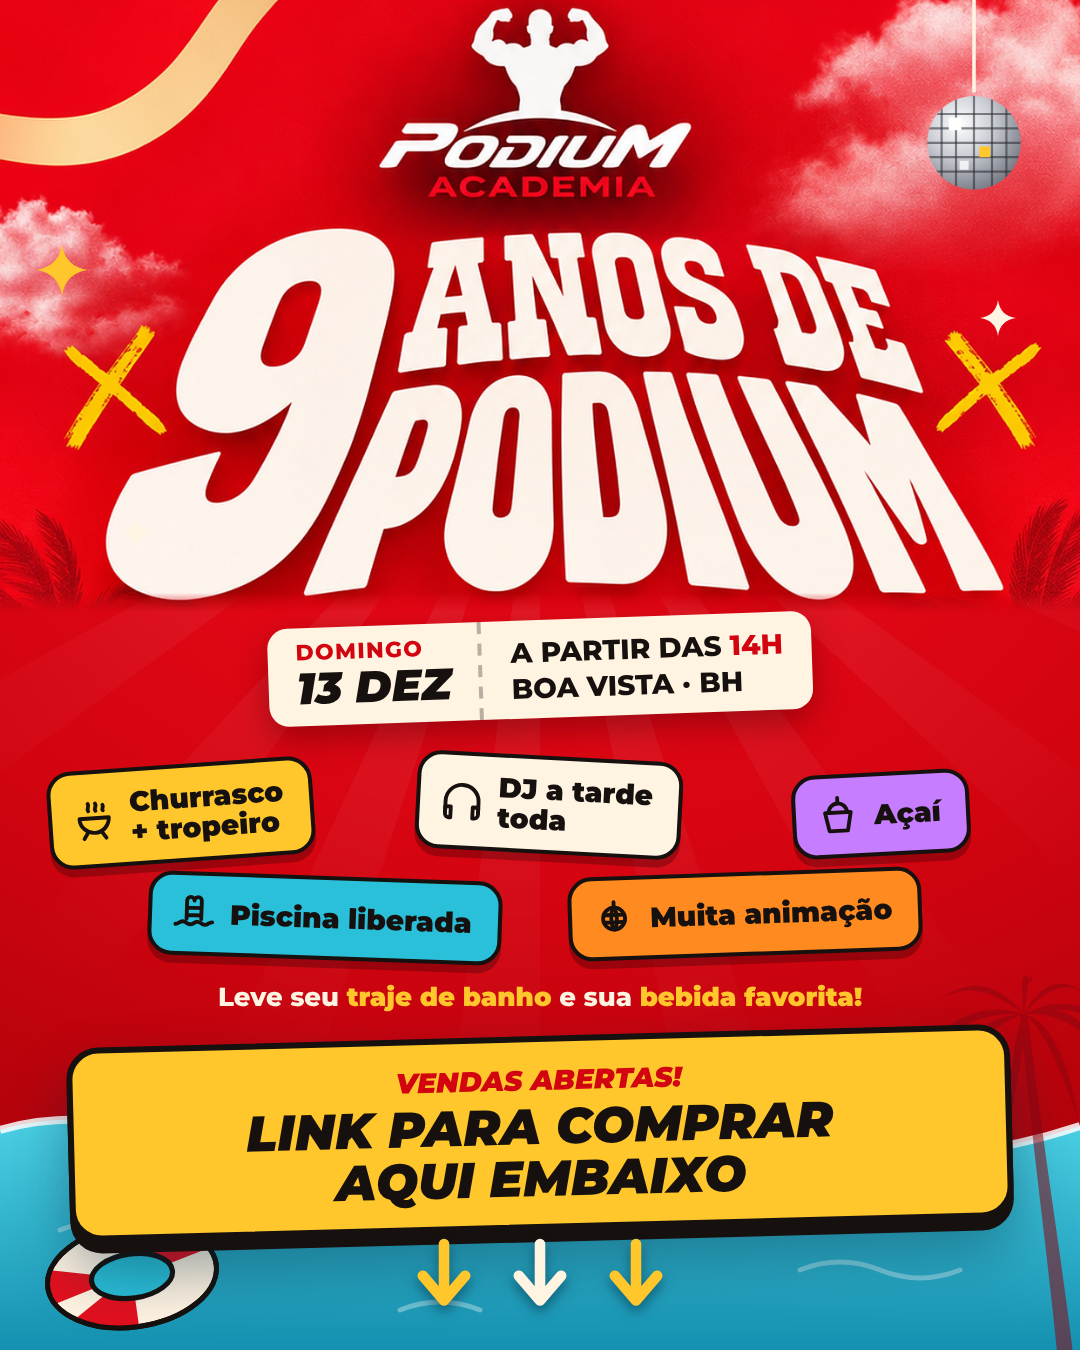 PODIUM
ACADEMIA
9 ANOS DE
PODIUM
DOMINGO
13 DEZ
A PARTIR DAS 14H
BOA VISTA · BH
Churrasco
+ tropeiro
DJ a tarde
toda
Açaí
Piscina liberada
Muita animação
Leve seu traje de banho e sua bebida favorita!
VENDAS ABERTAS!
LINK PARA COMPRAR
AQUI EMBAIXO